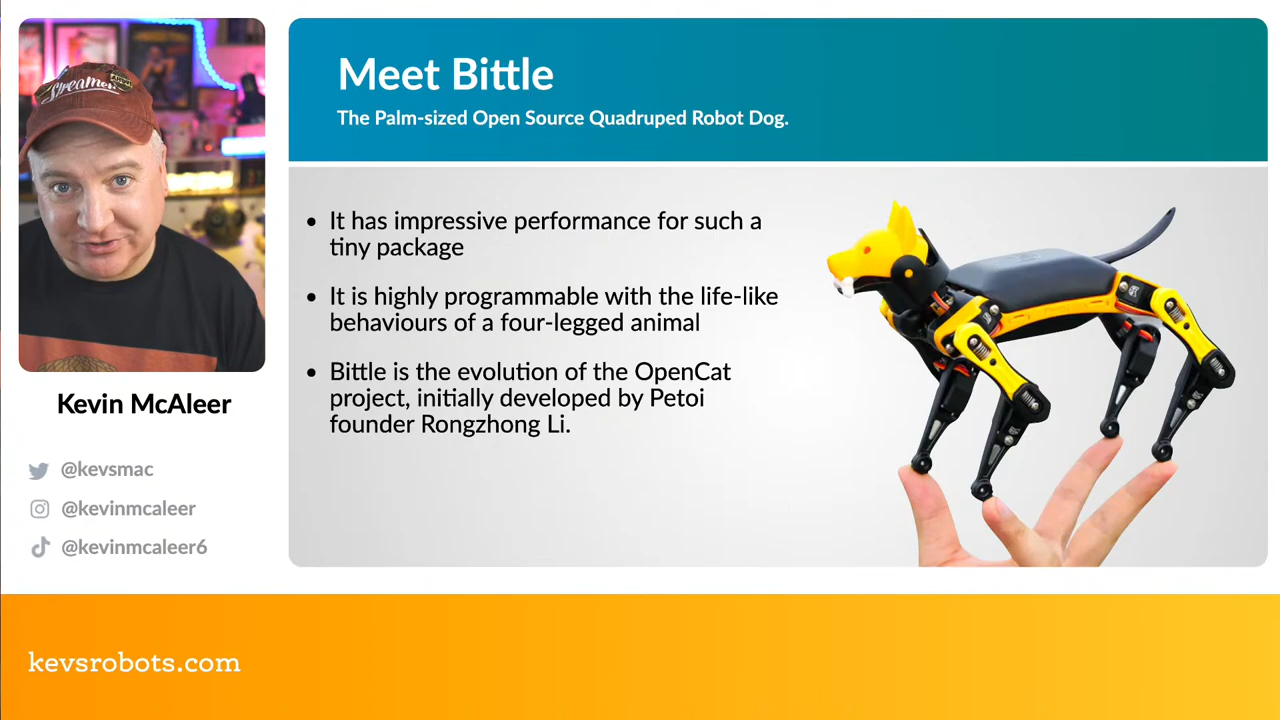 Streamer
Meet Bittle
The Palm-sized Open Source Quadruped Robot Dog.
• It has impressive performance for such a
tiny package
• It is highly programmable with the life-like
behaviours of a four-legged animal
• Bittle is the evolution of the OpenCat
project, initially developed by Petoi
founder Rongzhong Li.
Kevin McAleer
@kevsmac
@kevinmcaleer
@kevinmcaleer6
kevsrobots.com